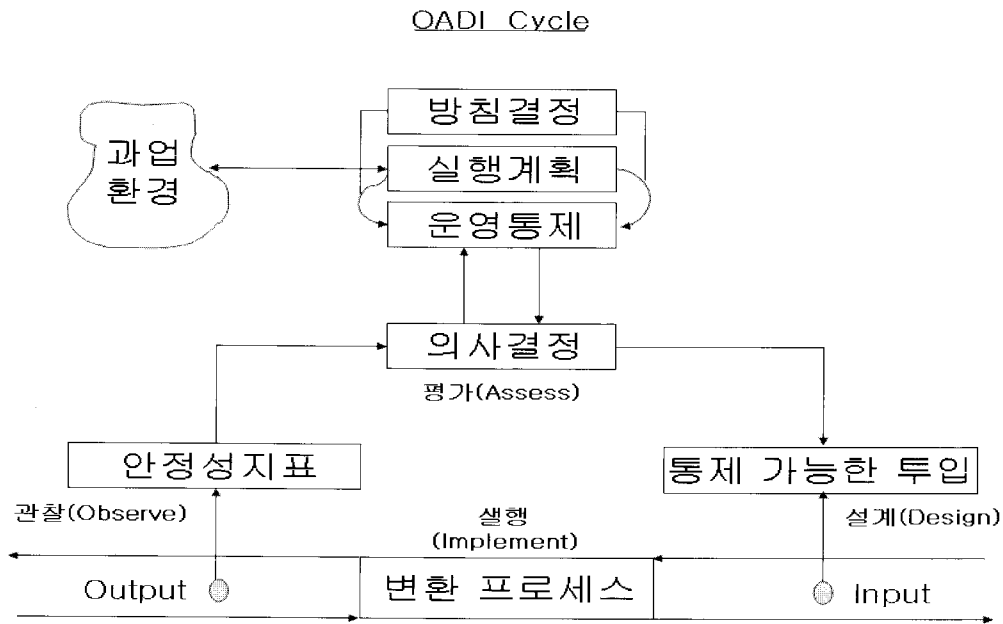 OADI Cycle
방침결정
과업
환경
실행계획
운영통제
의사결정
평가(Assess)
안정성지표
통제 가능한 투입
관찰(Observe)
샐행
(Implement)
설계(Design)
Output
변환 프로세스
Input